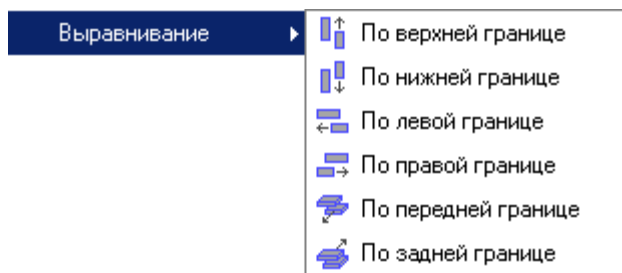 Выравнивание
По верхней границе
По нижней границе
По левой границе
По правой границе
По передней границе
По задней границе